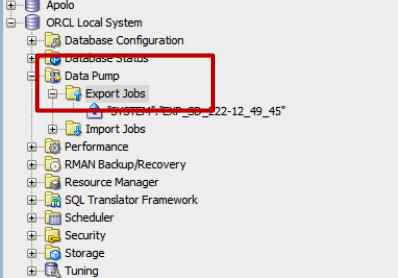 Apolo
ORCL Local System
Database Configuration
Database Status
Data Pump
Export Jobs
"SYSTEM"."EXP_SD_222-12_49_45"
Import Jobs
Performance
RMAN Backup/Recovery
Resource Manager
SQL Translator Framework
Scheduler
Security
Storage
Tuning